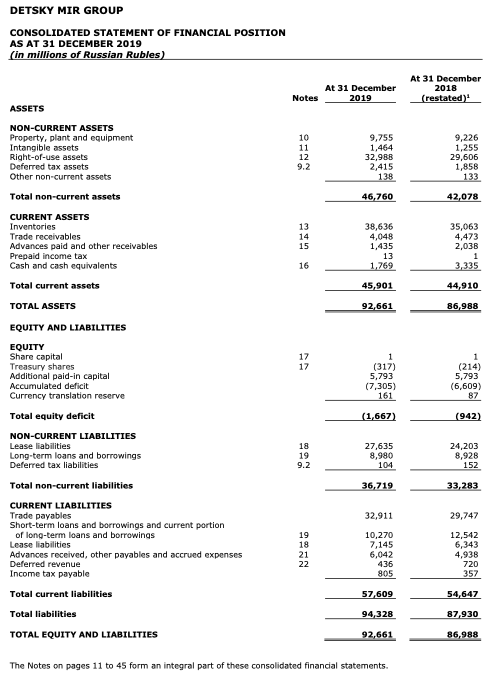 DETSKY MIR GROUP
CONSOLIDATED STATEMENT OF FINANCIAL POSITION
AS AT 31 DECEMBER 2019
(in millions of Russian Rubles)
Notes At 31 December 2019 At 31 December 2018 (restated)¹
ASSETS
NON-CURRENT ASSETS
Property, plant and equipment 10 9,755 9,226
Intangible assets 11 1,464 1,255
Right-of-use assets 12 32,988 29,606
Deferred tax assets 9.2 2,415 1,858
Other non-current assets 138 133
Total non-current assets 46,760 42,078
CURRENT ASSETS
Inventories 13 38,636 35,063
Trade receivables 14 4,048 4,473
Advances paid and other receivables 15 1,435 2,038
Prepaid income tax 13 1
Cash and cash equivalents 16 1,769 3,335
Total current assets 45,901 44,910
TOTAL ASSETS 92,661 86,988
EQUITY AND LIABILITIES
EQUITY
Share capital 17 1 1
Treasury shares 17 (317) (214)
Additional paid-in capital 5,793 5,793
Accumulated deficit (7,305) (6,609)
Currency translation reserve 161 87
Total equity deficit (1,667) (942)
NON-CURRENT LIABILITIES
Lease liabilities 18 27,635 24,203
Long-term loans and borrowings 19 8,980 8,928
Deferred tax liabilities 9.2 104 152
Total non-current liabilities 36,719 33,283
CURRENT LIABILITIES
Trade payables 32,911 29,747
Short-term loans and borrowings and current portion
of long-term loans and borrowings 19 10,270 12,542
Lease liabilities 18 7,145 6,343
Advances received, other payables and accrued expenses 21 6,042 4,938
Deferred revenue 22 436 720
Income tax payable 805 357
Total current liabilities 57,609 54,647
Total liabilities 94,328 87,930
TOTAL EQUITY AND LIABILITIES 92,661 86,988
The Notes on pages 11 to 45 form an integral part of these consolidated financial statements.